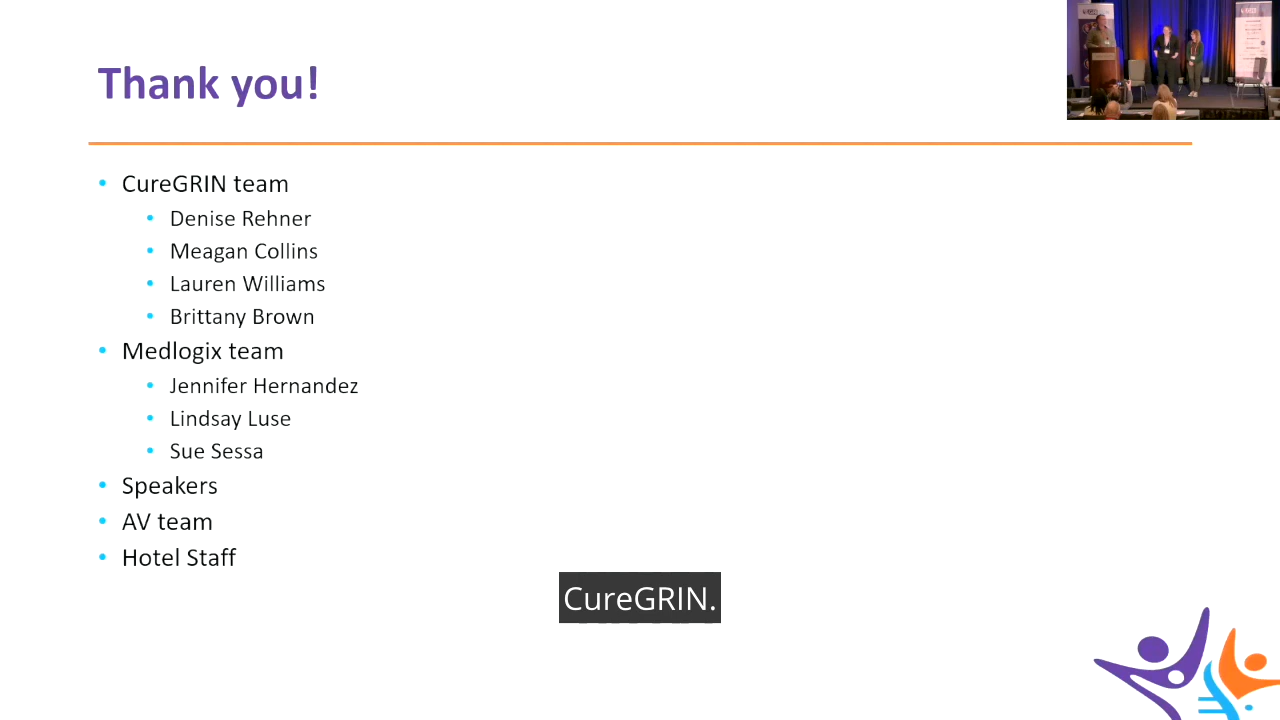 Thank you!
CureGRIN team
Denise Rehner
Meagan Collins
Lauren Williams
Brittany Brown
Medlogix team
Jennifer Hernandez
Lindsay Luse
Sue Sessa
Speakers
AV team
Hotel Staff
CureGRIN.